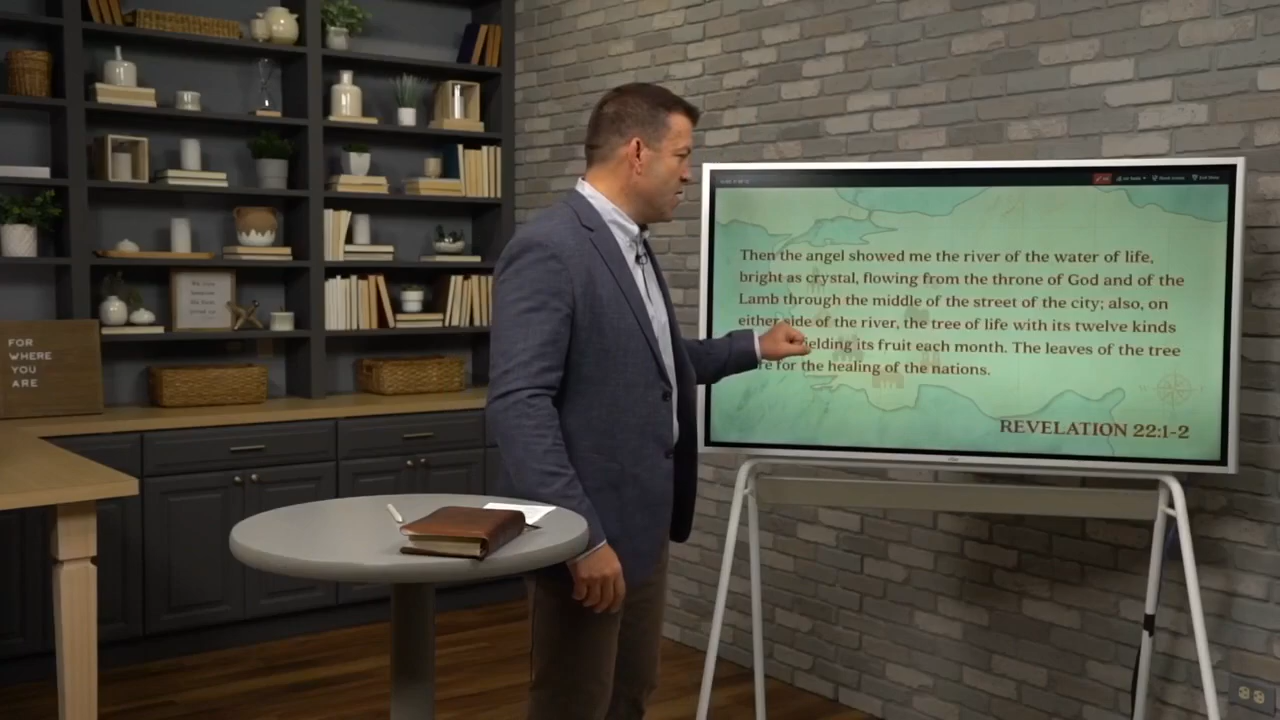 FOR
WHERE
YOU
ARE
Then the angel showed me the river of the water of life,
bright as crystal, flowing from the throne of God and of the
Lamb through the middle of the street of the city; also, on
either side of the river, the tree of life with its twelve kinds
its fruit each month. The leaves of the tree
for the healing of the nations.
REVELATION 22:1-2